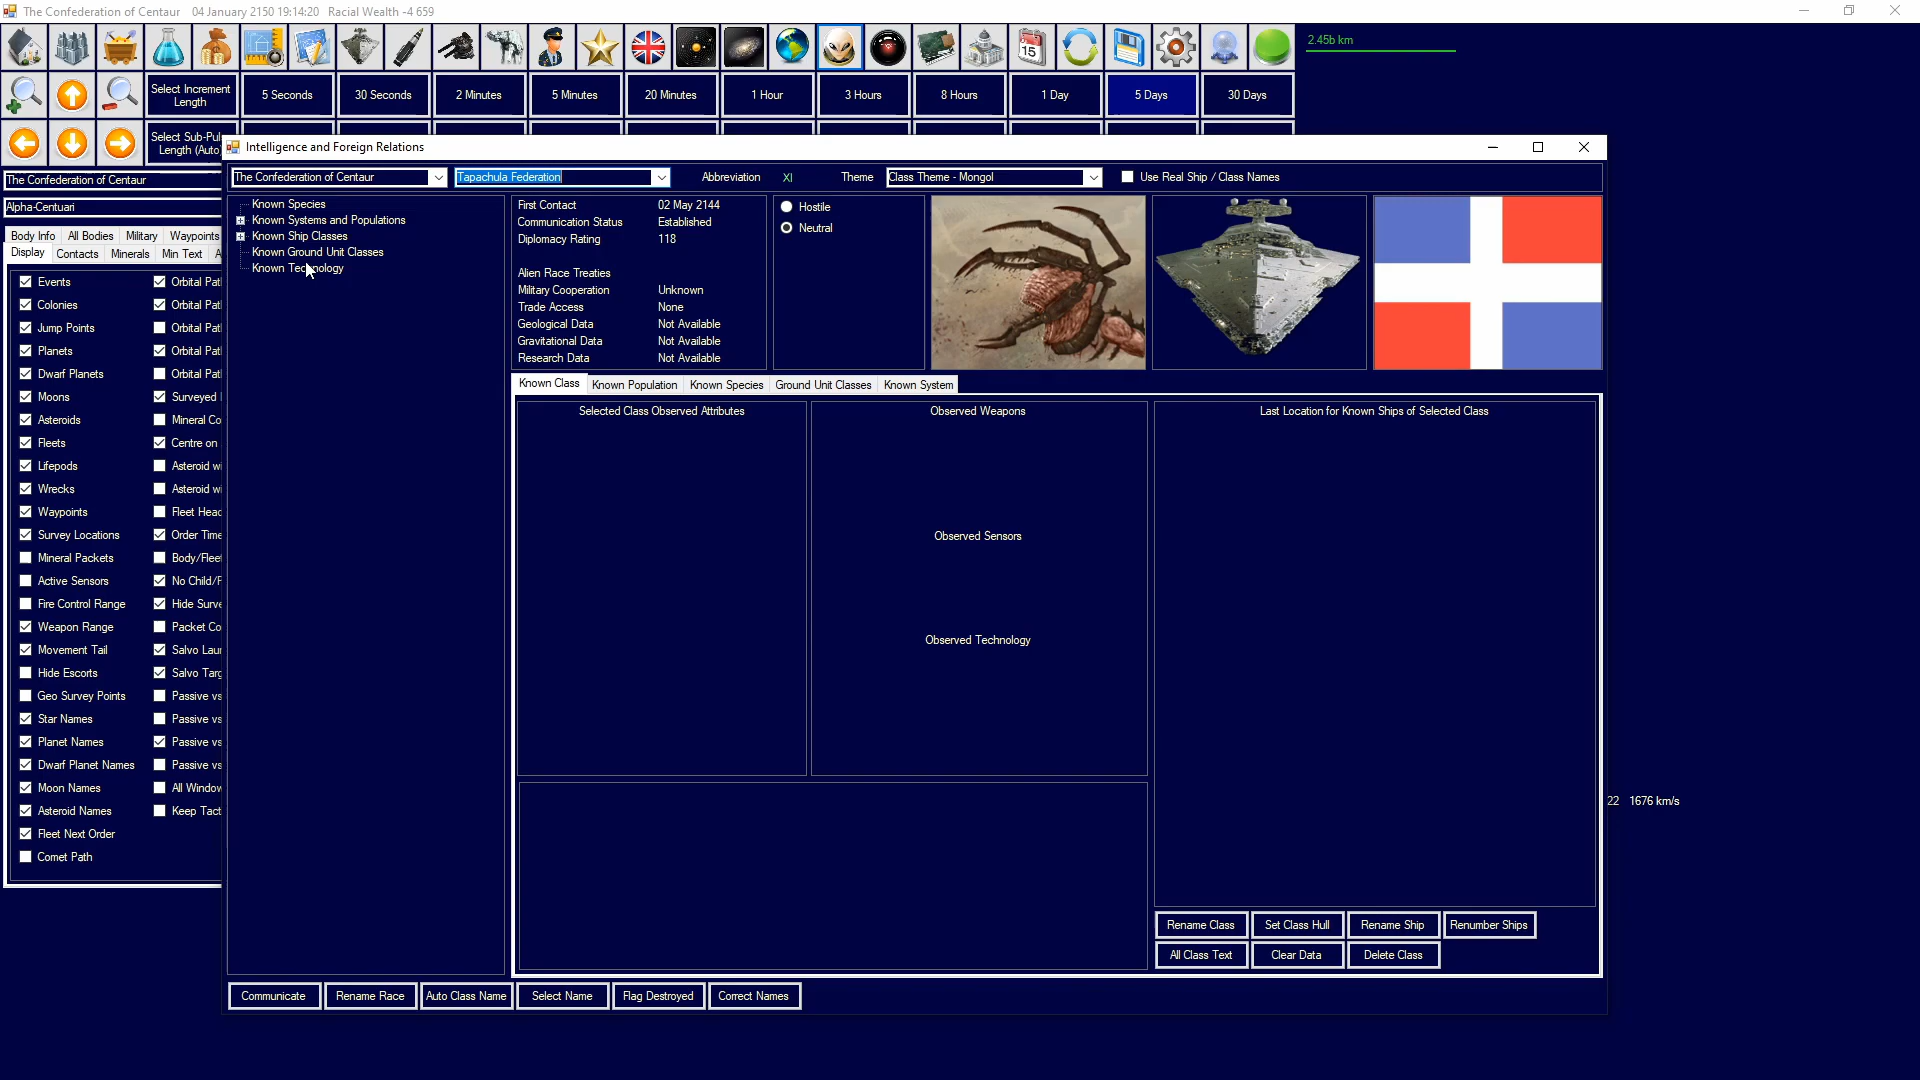 The Confederation of Centaur 04 January 2150 19:14:20 Racial Wealth -4 659
2.45b km
Select Increment Length
5 Seconds
30 Seconds
2 Minutes
5 Minutes
20 Minutes
1 Hour
3 Hours
8 Hours
1 Day
5 Days
30 Days
Select Sub-Pul
Length (Auto)
Intelligence and Foreign Relations
The Confederation of Centaur
Alpha-Centuari
Body Info All Bodies Military Waypoints
Display Contacts Minerals Min Text A
Events Orbital Pat
Colonies Orbital Pat
Jump Points Orbital Pat
Planets Orbital Pat
Dwarf Planets Orbital Pat
Moons Surveyed
Asteroids Mineral Co
Fleets Centre on
Lifepods Asteroid wi
Wrecks Asteroid wi
Waypoints Fleet Head
Survey Locations Order Time
Mineral Packets Body/Flee
Active Sensors No Child/F
Fire Control Range Hide Surve
Weapon Range Packet Co
Movement Tail Salvo Laun
Hide Escorts Salvo Targ
Geo Survey Points Passive vs
Star Names Passive vs
Planet Names Passive vs
Dwarf Planet Names Passive vs
Moon Names All Window
Asteroid Names Keep Tact
Fleet Next Order
Comet Path
The Confederation of Centaur Tapachula Federation Abbreviation XI Theme Class Theme - Mongol Use Real Ship / Class Names
Known Species
Known Systems and Populations
Known Ship Classes
Known Ground Unit Classes
Known Technology
First Contact 02 May 2144
Communication Status Established
Diplomacy Rating 118
Alien Race Treaties
Military Cooperation Unknown
Trade Access None
Geological Data Not Available
Gravitational Data Not Available
Research Data Not Available
Hostile
Neutral
Known Class Known Population Known Species Ground Unit Classes Known System
Selected Class Observed Attributes
Observed Weapons
Observed Sensors
Observed Technology
Last Location for Known Ships of Selected Class
22 1676 km/s
Rename Class Set Class Hull Rename Ship Renumber Ships
All Class Text Clear Data Delete Class
Communicate Rename Race Auto Class Name Select Name Flag Destroyed Correct Names